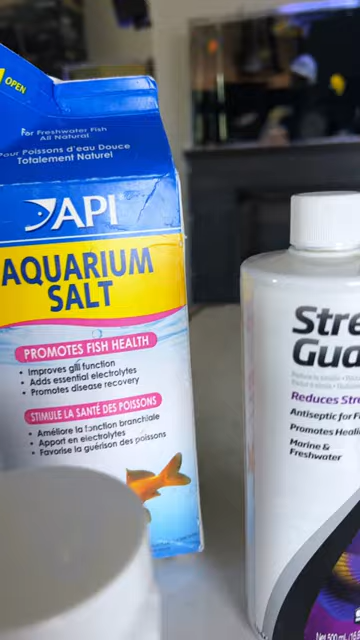 OPEN
For Freshwater Fish
All Natural
Pour Poissons d'eau Douce
Totalement Naturel
API
AQUARIUM
SALT
PROMOTES FISH HEALTH
• Improves gill function
• Adds essential electrolytes
• Promotes disease recovery
STIMULE LA SANTÉ DES POISSONS
• Améliore la fonction branchiale
• Apport en électrolytes
• Favorise la guérison des poissons
Stre
Gua
Reduces Stre
Antiseptic for F
Promotes Heali
Marine &
Freshwater
Net 500 mL